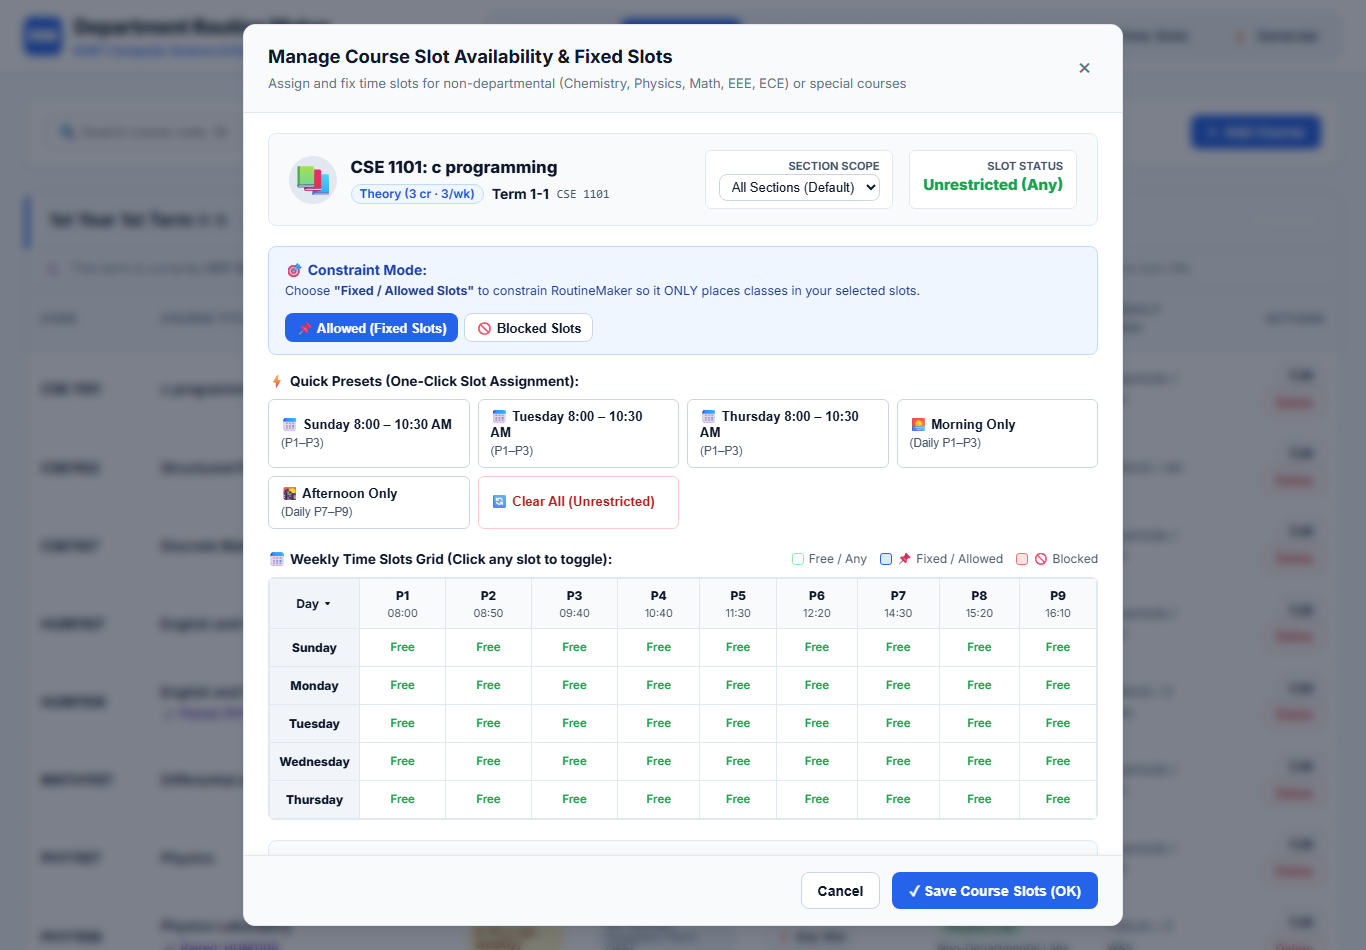 Manage Course Slot Availability & Fixed Slots
Assign and fix time slots for non-departmental (Chemistry, Physics, Math, EEE, ECE) or special courses
CSE 1101: c programming
Theory (3 cr · 3/wk) Term 1-1 CSE 1101
SECTION SCOPE
All Sections (Default)
SLOT STATUS
Unrestricted (Any)
Constraint Mode:
Choose "Fixed / Allowed Slots" to constrain RoutineMaker so it ONLY places classes in your selected slots.
Allowed (Fixed Slots) Blocked Slots
Quick Presets (One-Click Slot Assignment):
Sunday 8:00 – 10:30 AM
(P1–P3)
Tuesday 8:00 – 10:30
AM
(P1–P3)
Thursday 8:00 – 10:30
AM
(P1–P3)
Morning Only
(Daily P1–P3)
Afternoon Only
(Daily P7–P9)
Clear All (Unrestricted)
Weekly Time Slots Grid (Click any slot to toggle): Free / Any Fixed / Allowed Blocked
Day P1 P2 P3 P4 P5 P6 P7 P8 P9
08:00 08:50 09:40 10:40 11:30 12:20 14:30 15:20 16:10
Sunday Free Free Free Free Free Free Free Free Free
Monday Free Free Free Free Free Free Free Free Free
Tuesday Free Free Free Free Free Free Free Free Free
Wednesday Free Free Free Free Free Free Free Free Free
Thursday Free Free Free Free Free Free Free Free Free
Cancel ✓ Save Course Slots (OK)